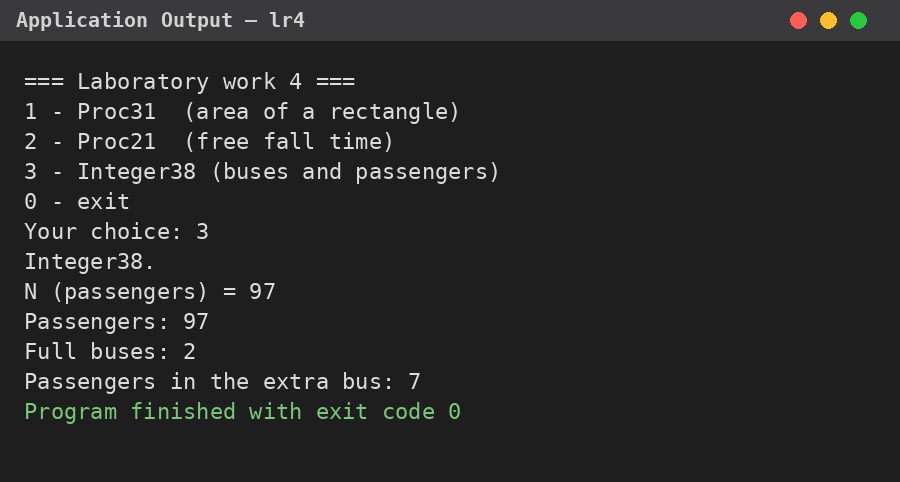 Application Output — lr4
=== Laboratory work 4 ===
1 - Proc31  (area of a rectangle)
2 - Proc21  (free fall time)
3 - Integer38 (buses and passengers)
0 - exit
Your choice: 3
Integer38.
N (passengers) = 97
Passengers: 97
Full buses: 2
Passengers in the extra bus: 7
Program finished with exit code 0